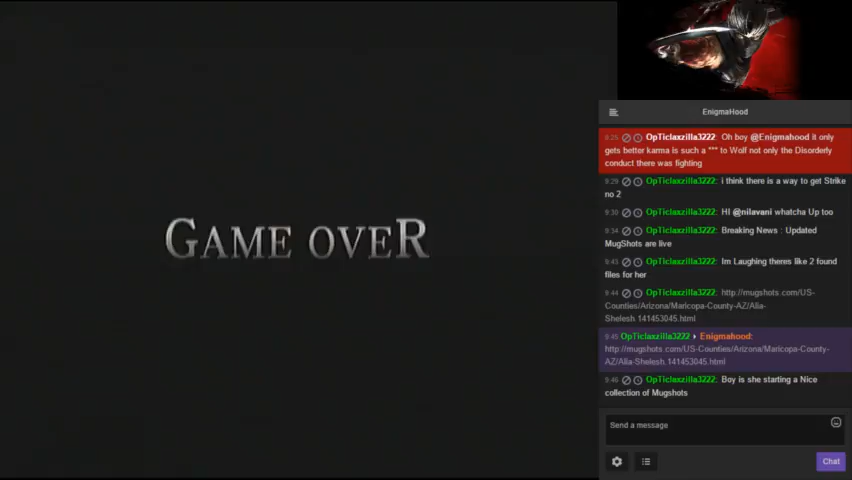 EnigmaHood
9:25 OpTiclaxzilla3222: Oh boy @Enigmahood it only
gets better karma is such a *** to Wolf not only the Disorderly
conduct there was fighting
9:29 OpTiclaxzilla3222: i think there is a way to get Strike
no 2
9:30 OpTiclaxzilla3222: HI @nilavani whatcha Up too
9:34 OpTiclaxzilla3222: Breaking News : Updated
MugShots are live
9:43 OpTiclaxzilla3222: Im Laughing theres like 2 found
files for her
9:44 OpTiclaxzilla3222: http://mugshots.com/US-
Counties/Arizona/Maricopa-County-AZ/Alia-
Shelesh.141453045.html
9:45 OpTiclaxzilla3222 ▸ Enigmahood:
http://mugshots.com/US-Counties/Arizona/Maricopa-County-
AZ/Alia-Shelesh.141453045.html
9:46 OpTiclaxzilla3222: Boy is she starting a Nice
collection of Mugshots
GAME OVER
Send a message
Chat